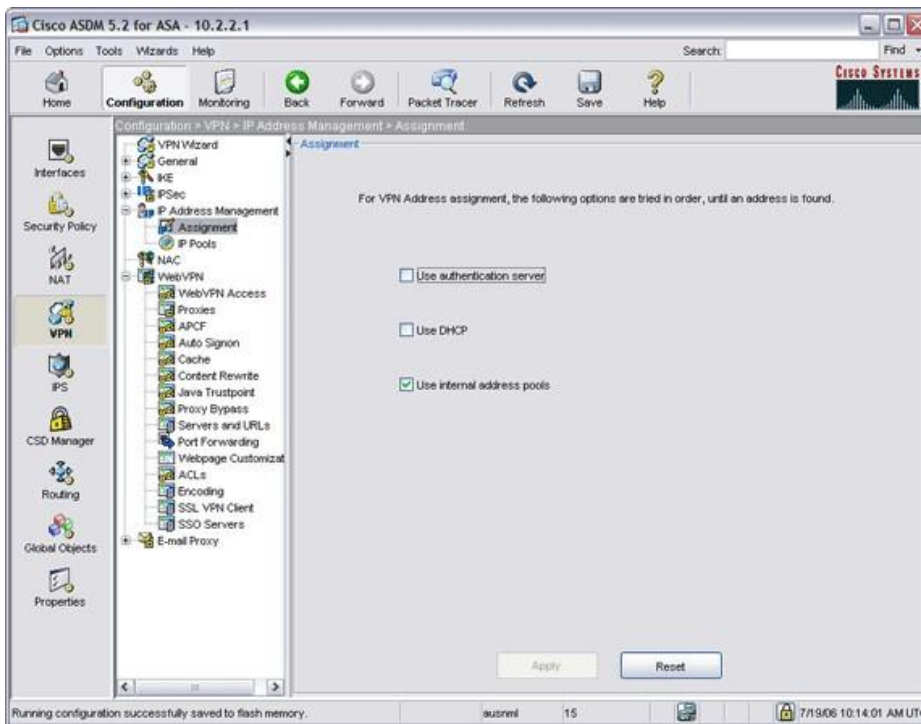 Cisco ASDM 5.2 for ASA - 10.2.2.1
File Options Tools Wizards Help Search: Find
Home Configuration Monitoring Back Forward Packet Tracer Refresh Save Help
CISCO SYSTEMS
Configuration > VPN > IP Address Management > Assignment
Interfaces
Security Policy
NAT
VPN
IPS
CSD Manager
Routing
Global Objects
Properties
VPN Wizard
General
IKE
IPSec
IP Address Management
Assignment
IP Pools
NAC
WebVPN
WebVPN Access
Proxies
APCF
Auto Signon
Cache
Content Rewrite
Java Trustpoint
Proxy Bypass
Servers and URLs
Port Forwarding
Webpage Customizat
ACLs
Encoding
SSL VPN Client
SSO Servers
E-mail Proxy
Assignment
For VPN Address assignment, the following options are tried in order, until an address is found.
Use authentication server
Use DHCP
Use internal address pools
Apply Reset
Running configuration successfully saved to flash memory. ausnml 15 7/19/06 10:14:01 AM UT